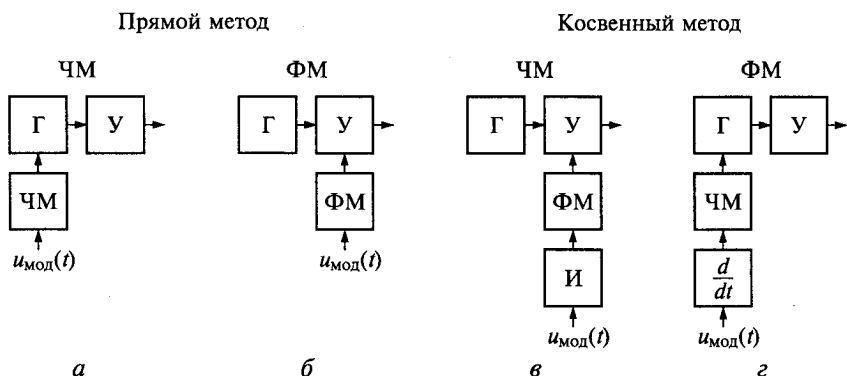 Прямой метод
Косвенный метод
ЧМ
ФМ
ЧМ
ФМ
Г
У
Г
У
Г
У
Г
У
ЧМ
ФМ
ФМ
ЧМ
uмод(t)
uмод(t)
И
d
dt
uмод(t)
uмод(t)
а
б
в
г